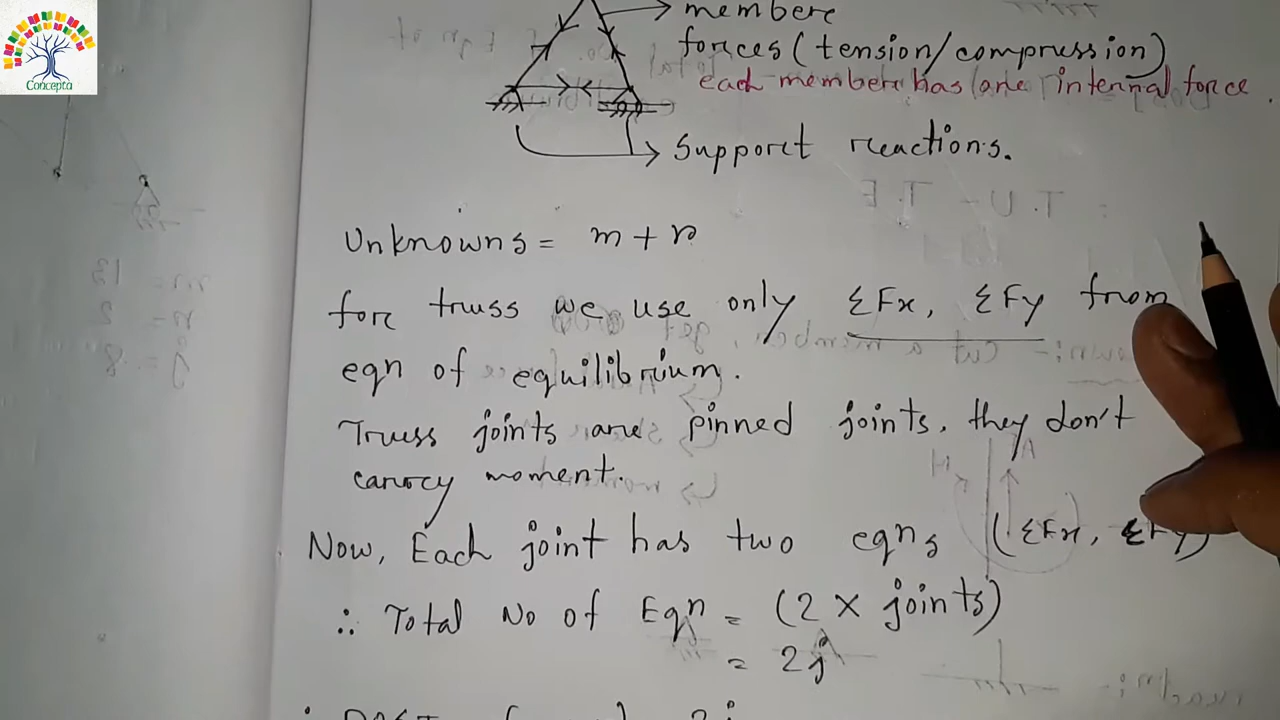 membere
forces (tension/compression)
each membere has one internal force.
Concepta
Support reactions.
Unknowns = m + r
for truss we use only ΣFx, ΣFy from
eqn of equilibrium.
Truss joints are pinned joints, they don't
carry moment.
Now, Each joint has two eqns (ΣFx, ΣFy)
∴ Total No of Eqn = (2 × joints)
= 2j